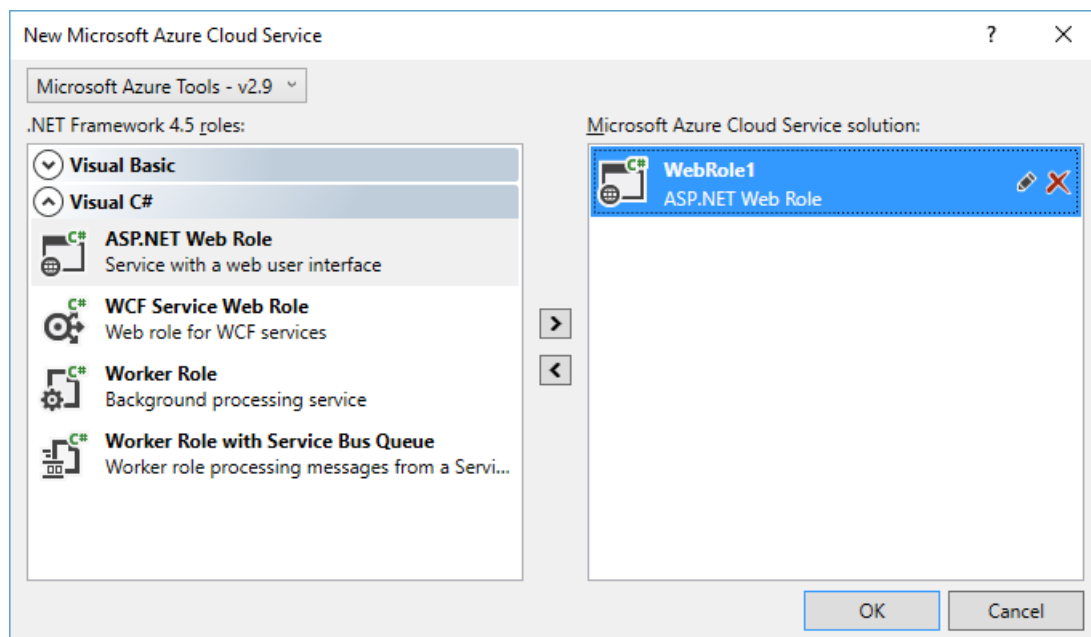 New Microsoft Azure Cloud Service
?
Microsoft Azure Tools - v2.9
.NET Framework 4.5 roles:
Visual Basic
Visual C#
C#
ASP.NET Web Role
Service with a web user interface
C#
WCF Service Web Role
Web role for WCF services
C#
Worker Role
Background processing service
C#
Worker Role with Service Bus Queue
Worker role processing messages from a Servi...
>
<
Microsoft Azure Cloud Service solution:
C#
WebRole1
ASP.NET Web Role
OK
Cancel